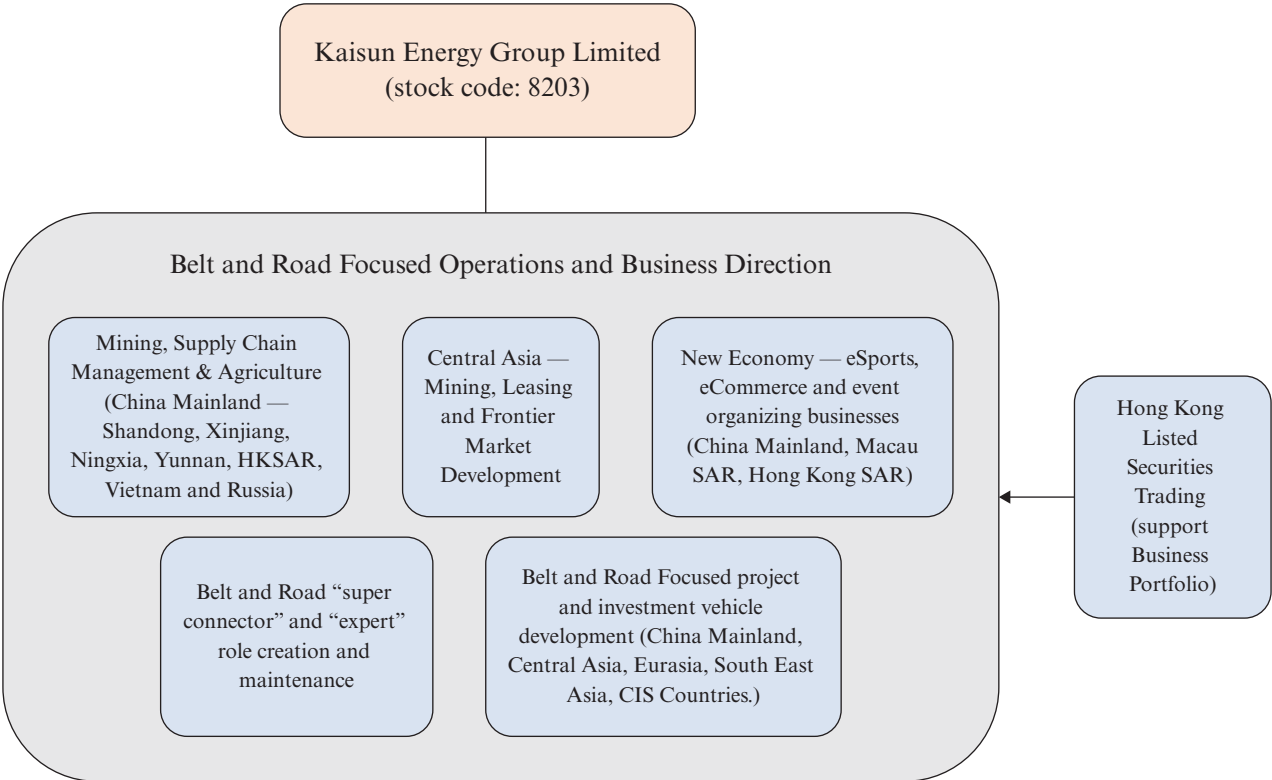 Kaisun Energy Group Limited
(stock code: 8203)
Belt and Road Focused Operations and Business Direction
Mining, Supply Chain
Management & Agriculture
(China Mainland —
Shandong, Xinjiang,
Ningxia, Yunnan, HKSAR,
Vietnam and Russia)
Central Asia —
Mining, Leasing
and Frontier
Market
Development
New Economy — eSports,
eCommerce and event
organizing businesses
(China Mainland, Macau
SAR, Hong Kong SAR)
Hong Kong
Listed
Securities
Trading
(support
Business
Portfolio)
Belt and Road “super
connector” and “expert”
role creation and
maintenance
Belt and Road Focused project
and investment vehicle
development (China Mainland,
Central Asia, Eurasia, South East
Asia, CIS Countries.)